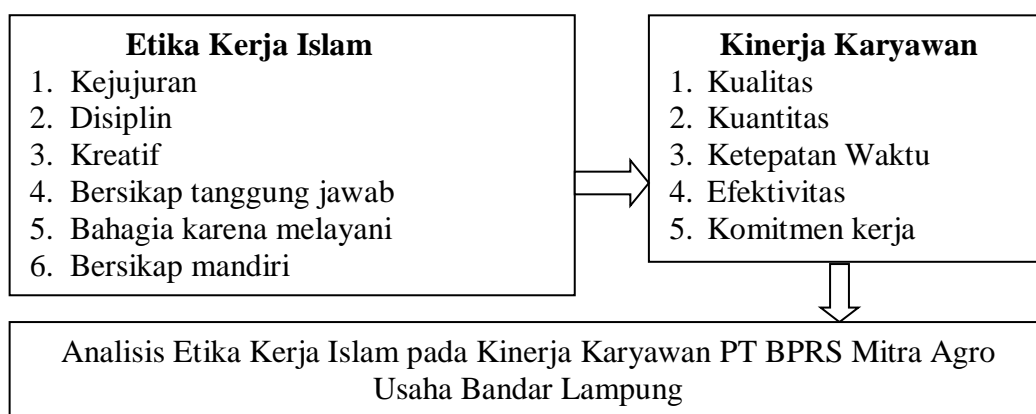 Etika Kerja Islam
1. Kejujuran
2. Disiplin
3. Kreatif
4. Bersikap tanggung jawab
5. Bahagia karena melayani
6. Bersikap mandiri
Kinerja Karyawan
1. Kualitas
2. Kuantitas
3. Ketepatan Waktu
4. Efektivitas
5. Komitmen kerja
Analisis Etika Kerja Islam pada Kinerja Karyawan PT BPRS Mitra Agro
Usaha Bandar Lampung